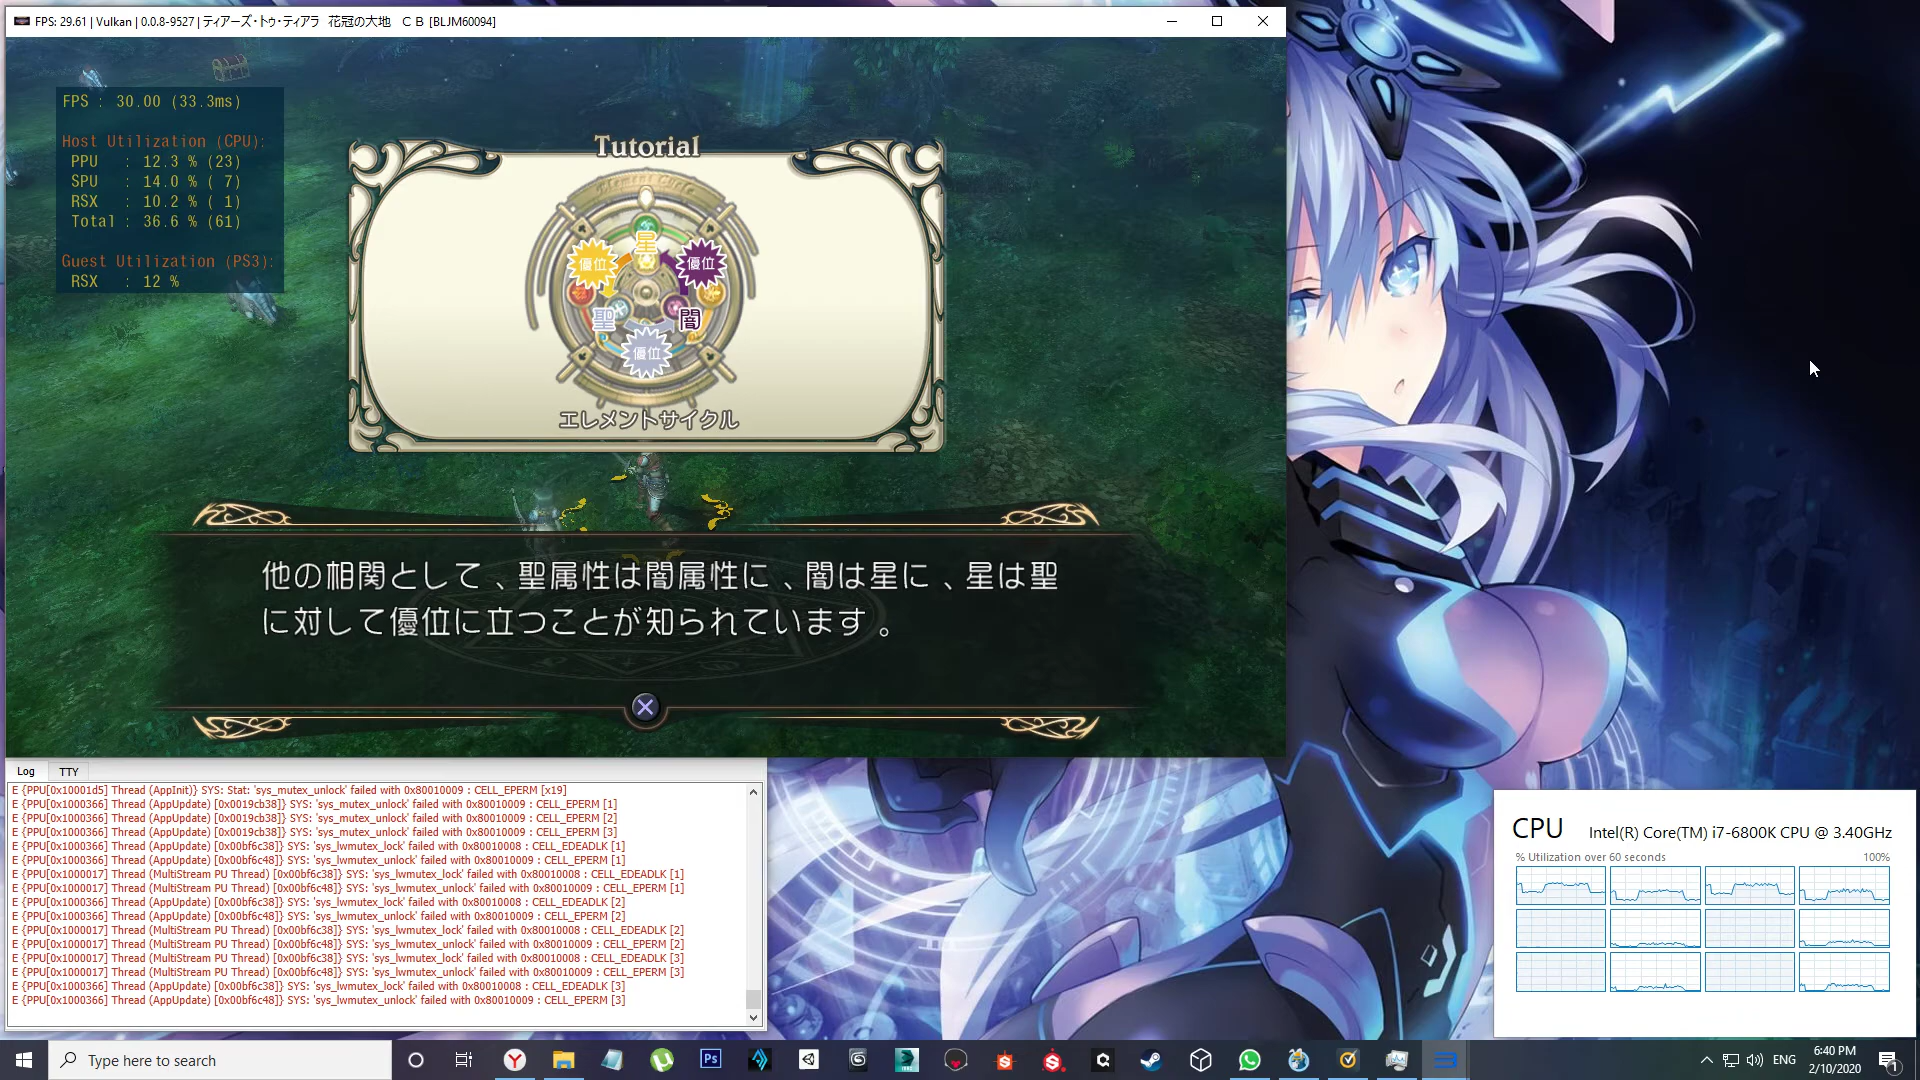 FPS: 29.61 | Vulkan | 0.0.8-9527 | ティアーズ・トゥ・ティアラ 花冠の大地 ＣＢ [BLJM60094]
FPS : 30.00 (33.3ms)
Host Utilization (CPU):
PPU : 12.3 % (23)
SPU : 14.0 % ( 7)
RSX : 10.2 % ( 1)
Total : 36.6 % (61)
Guest Utilization (PS3):
RSX : 12 %
Tutorial
Element Cycle
星
優位
優位
聖
闇
優位
エレメントサイクル
他の相関として、聖属性は闇属性に、闇は星に、星は聖
に対して優位に立つことが知られています。
Log TTY
E {PPU[0x10001d5] Thread (AppInit)} SYS: Stat: 'sys_mutex_unlock' failed with 0x80010009 : CELL_EPERM [x19]
E {PPU[0x1000366] Thread (AppUpdate) [0x0019cb38]} SYS: 'sys_mutex_unlock' failed with 0x80010009 : CELL_EPERM [1]
E {PPU[0x1000366] Thread (AppUpdate) [0x0019cb38]} SYS: 'sys_mutex_unlock' failed with 0x80010009 : CELL_EPERM [2]
E {PPU[0x1000366] Thread (AppUpdate) [0x0019cb38]} SYS: 'sys_mutex_unlock' failed with 0x80010009 : CELL_EPERM [3]
E {PPU[0x1000366] Thread (AppUpdate) [0x00bf6c38]} SYS: 'sys_lwmutex_lock' failed with 0x80010008 : CELL_EDEADLK [1]
E {PPU[0x1000366] Thread (AppUpdate) [0x00bf6c48]} SYS: 'sys_lwmutex_unlock' failed with 0x80010009 : CELL_EPERM [1]
E {PPU[0x1000017] Thread (MultiStream PU Thread) [0x00bf6c38]} SYS: 'sys_lwmutex_lock' failed with 0x80010008 : CELL_EDEADLK [1]
E {PPU[0x1000017] Thread (MultiStream PU Thread) [0x00bf6c48]} SYS: 'sys_lwmutex_unlock' failed with 0x80010009 : CELL_EPERM [1]
E {PPU[0x1000366] Thread (AppUpdate) [0x00bf6c38]} SYS: 'sys_lwmutex_lock' failed with 0x80010008 : CELL_EDEADLK [2]
E {PPU[0x1000366] Thread (AppUpdate) [0x00bf6c48]} SYS: 'sys_lwmutex_unlock' failed with 0x80010009 : CELL_EPERM [2]
E {PPU[0x1000017] Thread (MultiStream PU Thread) [0x00bf6c38]} SYS: 'sys_lwmutex_lock' failed with 0x80010008 : CELL_EDEADLK [2]
E {PPU[0x1000017] Thread (MultiStream PU Thread) [0x00bf6c48]} SYS: 'sys_lwmutex_unlock' failed with 0x80010009 : CELL_EPERM [2]
E {PPU[0x1000017] Thread (MultiStream PU Thread) [0x00bf6c38]} SYS: 'sys_lwmutex_lock' failed with 0x80010008 : CELL_EDEADLK [3]
E {PPU[0x1000017] Thread (MultiStream PU Thread) [0x00bf6c48]} SYS: 'sys_lwmutex_unlock' failed with 0x80010009 : CELL_EPERM [3]
E {PPU[0x1000366] Thread (AppUpdate) [0x00bf6c38]} SYS: 'sys_lwmutex_lock' failed with 0x80010008 : CELL_EDEADLK [3]
E {PPU[0x1000366] Thread (AppUpdate) [0x00bf6c48]} SYS: 'sys_lwmutex_unlock' failed with 0x80010009 : CELL_EPERM [3]
CPU Intel(R) Core(TM) i7-6800K CPU @ 3.40GHz
% Utilization over 60 seconds 100%
Type here to search
Ps
ENG
6:40 PM
2/10/2020
1